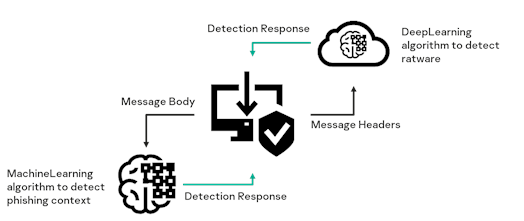 Detection Response
DeepLearning
algorithm to detect
ratware
Message Body
Message Headers
MachineLearning
algorithm to detect
phishing context
Detection Response